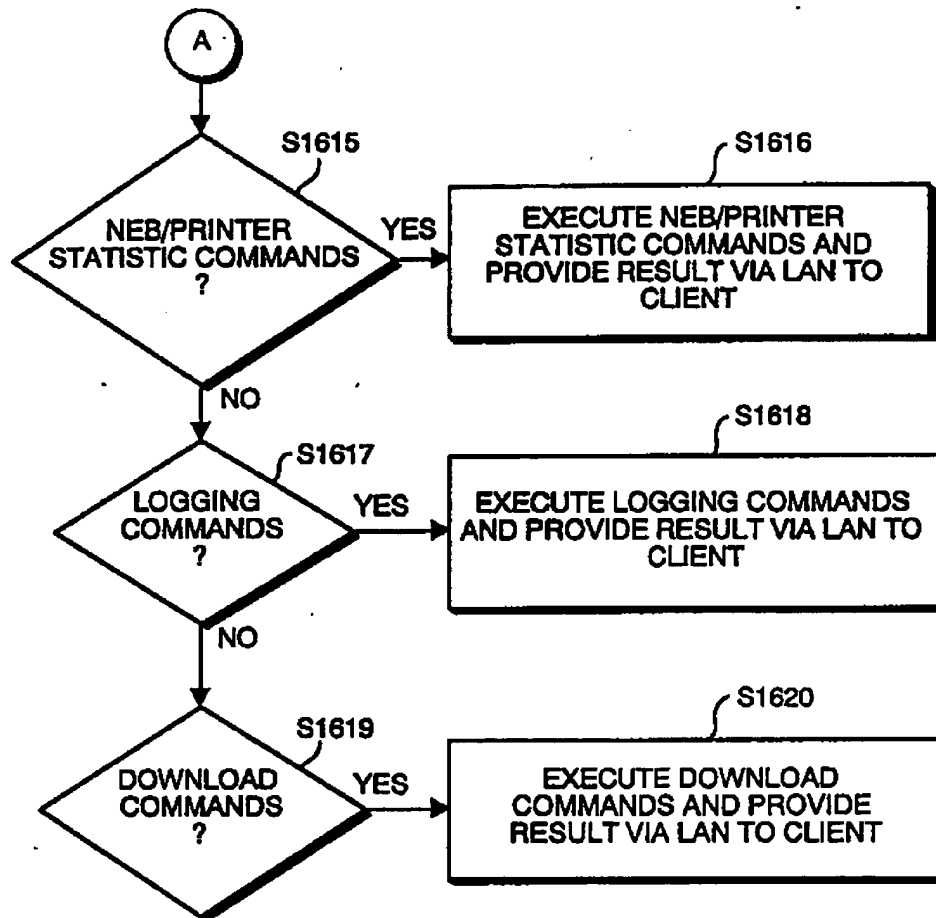 A
S1615
NEB/PRINTER
STATISTIC COMMANDS
?
YES
S1616
EXECUTE NEB/PRINTER
STATISTIC COMMANDS AND
PROVIDE RESULT VIA LAN TO
CLIENT
NO
S1617
LOGGING
COMMANDS
?
YES
S1618
EXECUTE LOGGING COMMANDS
AND PROVIDE RESULT VIA LAN TO
CLIENT
NO
S1619
DOWNLOAD
COMMANDS
?
YES
S1620
EXECUTE DOWNLOAD
COMMANDS AND PROVIDE
RESULT VIA LAN TO CLIENT